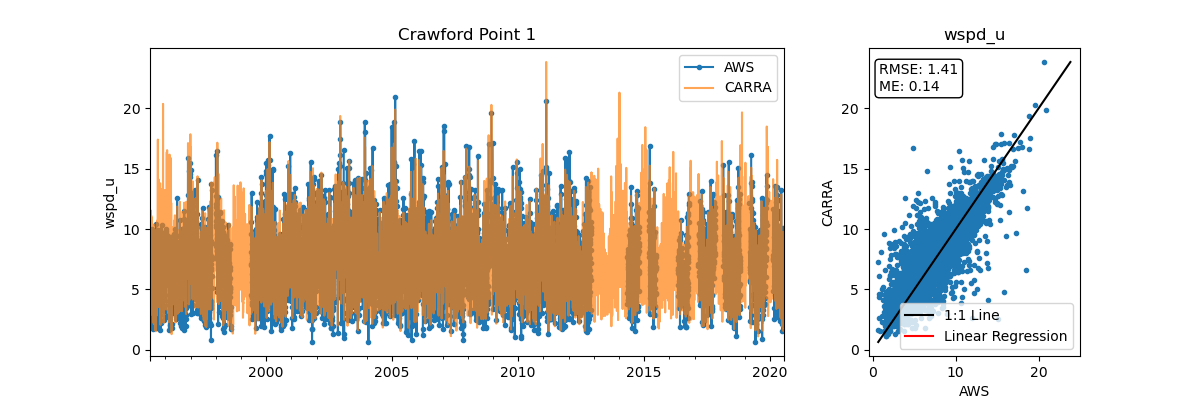 Crawford Point 1
wspd_u
20
15
10
5
0
2000
2005
2010
2015
2020
AWS
CARRA
wspd_u
RMSE: 1.41
ME: 0.14
CARRA
20
15
10
5
0
0
10
20
AWS
1:1 Line
Linear Regression